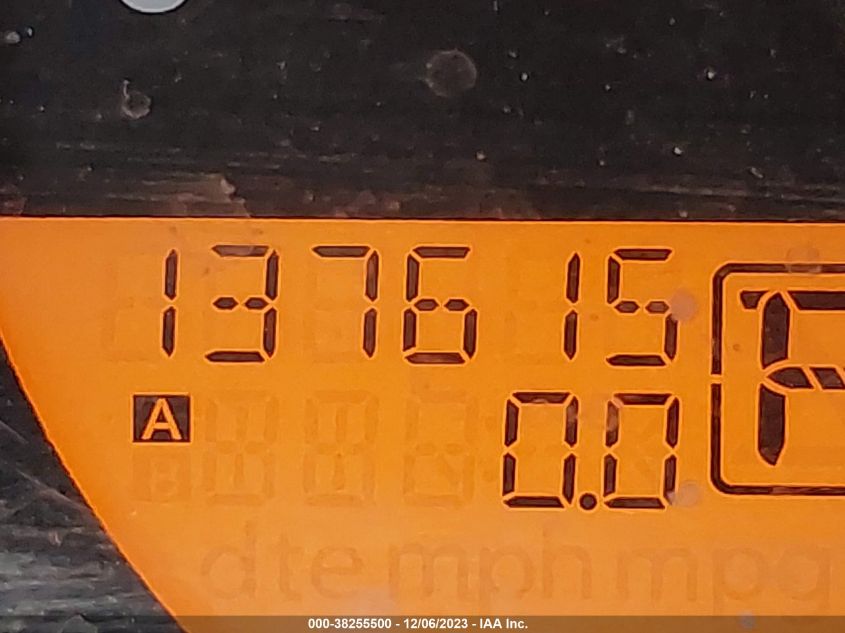 137615
A 0.0
dte mph mpg
000-38255500 - 12/06/2023 - IAA Inc.